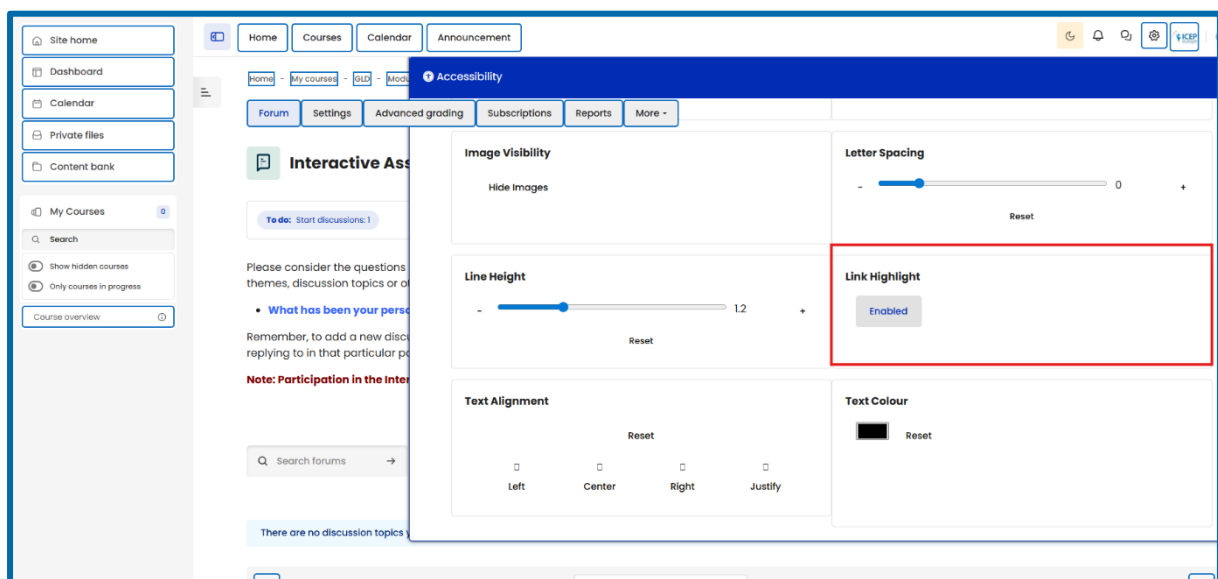 Site home
Dashboard
Calendar
Private files
Content bank
My Courses 0
Search
Show hidden courses
Only courses in progress
Course overview
Home Courses Calendar Announcement
ICEP
Home - My courses - GLD - Modu
Accessibility
Forum Settings Advanced grading Subscriptions Reports More
Interactive Ass
To do: Start discussions: 1
Please consider the questions
themes, discussion topics or ot
• What has been your perso
Remember, to add a new discu
replying to in that particular po
Note: Participation in the Inter
Search forums →
There are no discussion topics y
Image Visibility
Hide Images
Letter Spacing
- 0 +
Reset
Line Height
- 1.2 +
Reset
Link Highlight
Enabled
Text Alignment
Reset
Left Center Right Justify
Text Colour
Reset